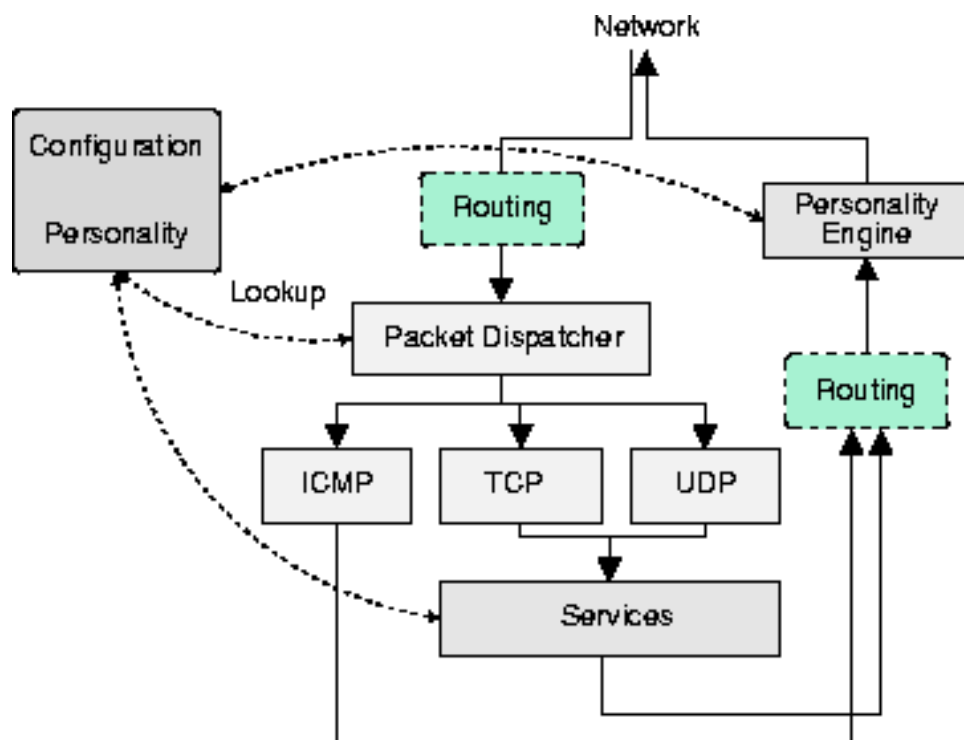 Network
Configuration
Personality
Routing
Personality
Engine
Lookup
Packet Dispatcher
Routing
ICMP
TCP
UDP
Services